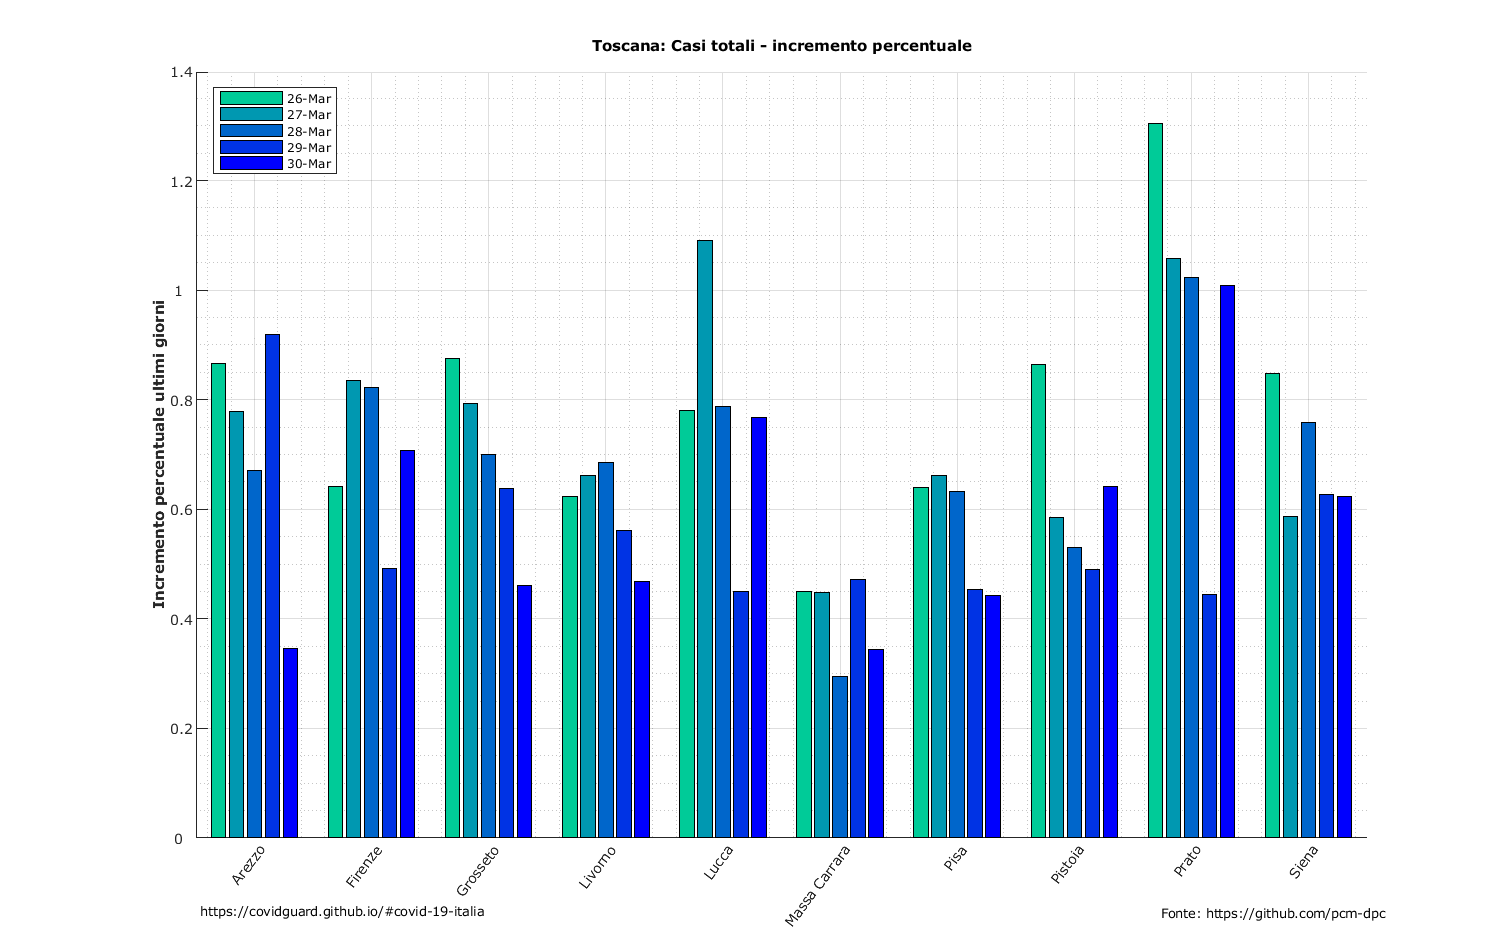 Toscana: Casi totali - incremento percentuale
1.4
1.2
1
0.8
0.6
0.4
0.2
0
Incremento percentuale ultimi giorni
26-Mar
27-Mar
28-Mar
29-Mar
30-Mar
Arezzo
Firenze
Grosseto
Livorno
Lucca
Massa Carrara
Pisa
Pistoia
Prato
Siena
https://covidguard.github.io/#covid-19-italia
Fonte: https://github.com/pcm-dpc